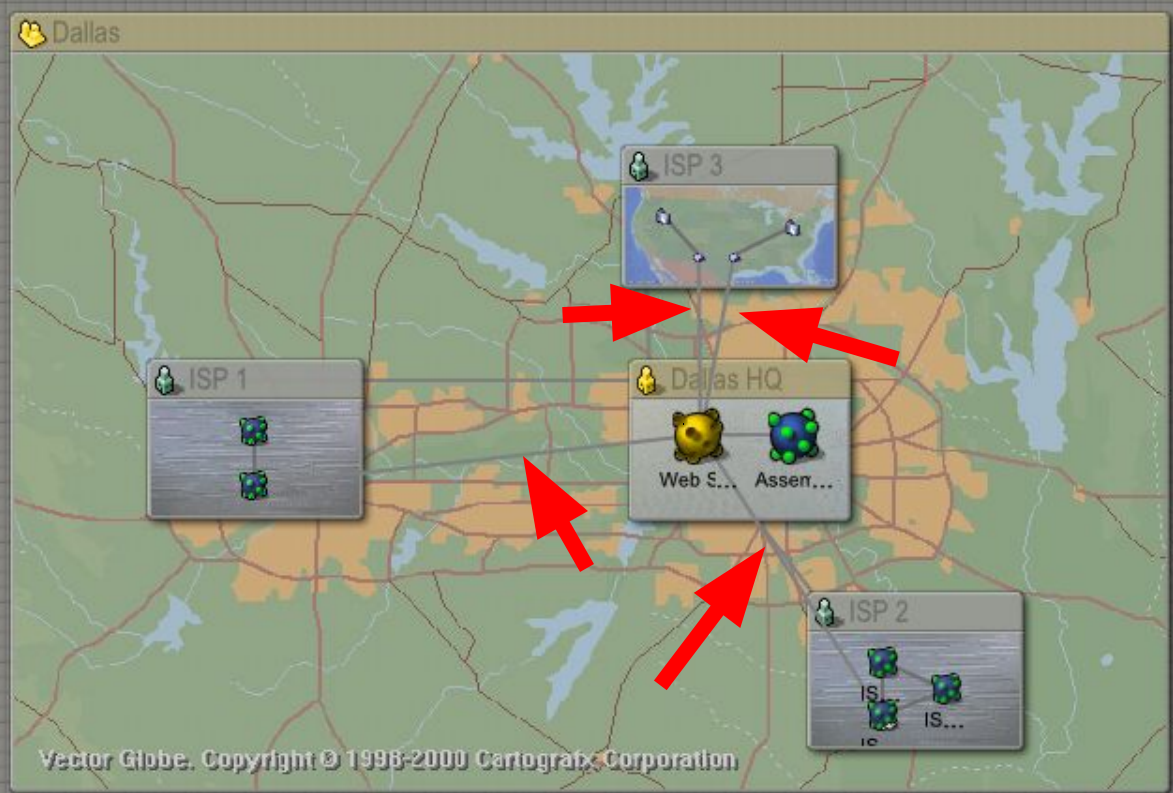 Dallas
ISP 3
ISP 1
Dallas HQ
Web S...
Assem...
ISP 2
IS...
IS...
IS
Vector Globe. Copyright © 1998-2000 Cartografx Corporation